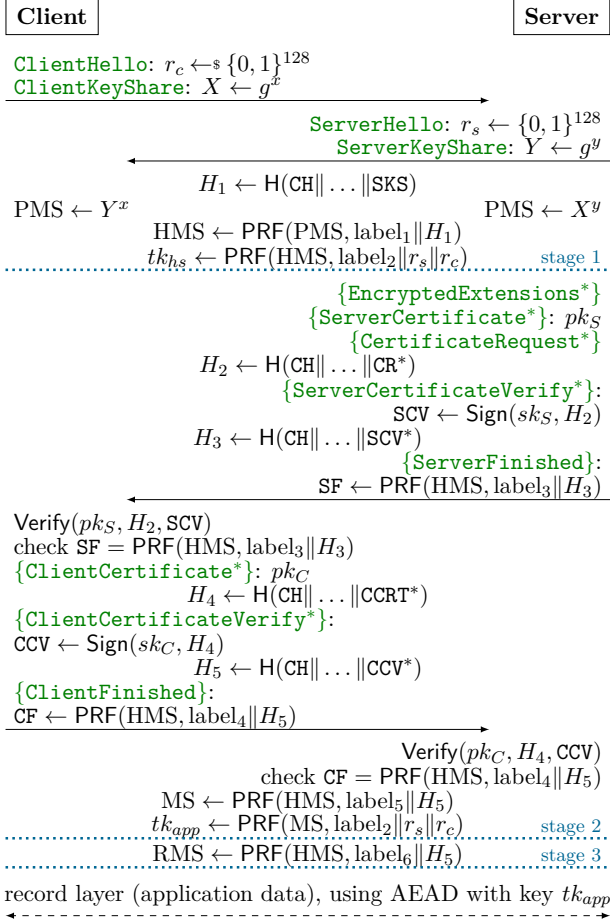 Client Server
ClientHello: r_c ←$ {0, 1}^128
ClientKeyShare: X ← g^x
ServerHello: r_s ← {0, 1}^128
ServerKeyShare: Y ← g^y
H_1 ← H(CH‖ . . . ‖SKS)
PMS ← Y^x PMS ← X^y
HMS ← PRF(PMS, label_1‖H_1)
tk_hs ← PRF(HMS, label_2‖r_s‖r_c) stage 1
{EncryptedExtensions*}
{ServerCertificate*}: pk_S
{CertificateRequest*}
H_2 ← H(CH‖ . . . ‖CR*)
{ServerCertificateVerify*}:
SCV ← Sign(sk_S, H_2)
H_3 ← H(CH‖ . . . ‖SCV*)
{ServerFinished}:
SF ← PRF(HMS, label_3‖H_3)
Verify(pk_S, H_2, SCV)
check SF = PRF(HMS, label_3‖H_3)
{ClientCertificate*}: pk_C
H_4 ← H(CH‖ . . . ‖CCRT*)
{ClientCertificateVerify*}:
CCV ← Sign(sk_C, H_4)
H_5 ← H(CH‖ . . . ‖CCV*)
{ClientFinished}:
CF ← PRF(HMS, label_4‖H_5)
Verify(pk_C, H_4, CCV)
check CF = PRF(HMS, label_4‖H_5)
MS ← PRF(HMS, label_5‖H_5)
tk_app ← PRF(MS, label_2‖r_s‖r_c) stage 2
RMS ← PRF(HMS, label_6‖H_5) stage 3
record layer (application data), using AEAD with key tk_app